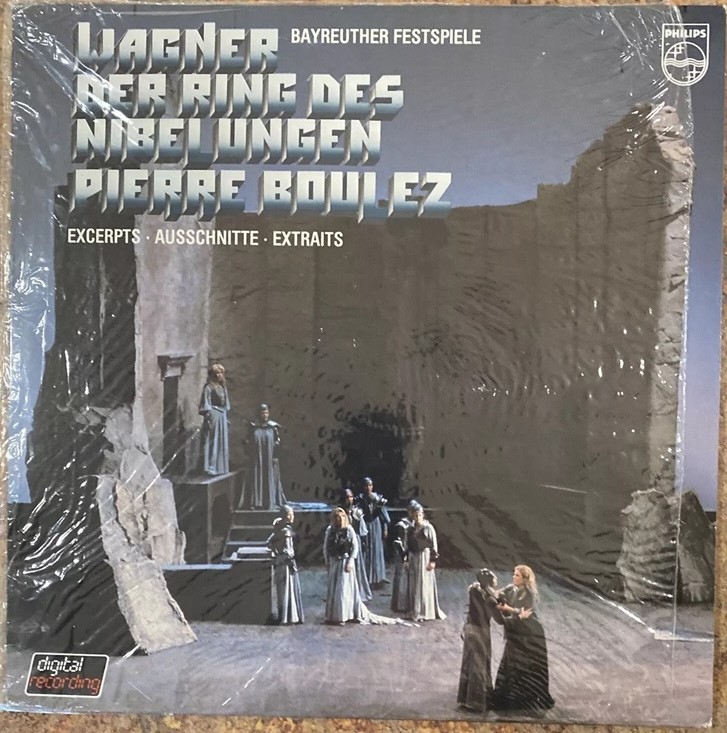 WAGNER BAYREUTHER FESTSPIELE
DER RING DES
NIBELUNGEN
PIERRE BOULEZ
EXCERPTS · AUSSCHNITTE · EXTRAITS
PHILIPS
digital
recording